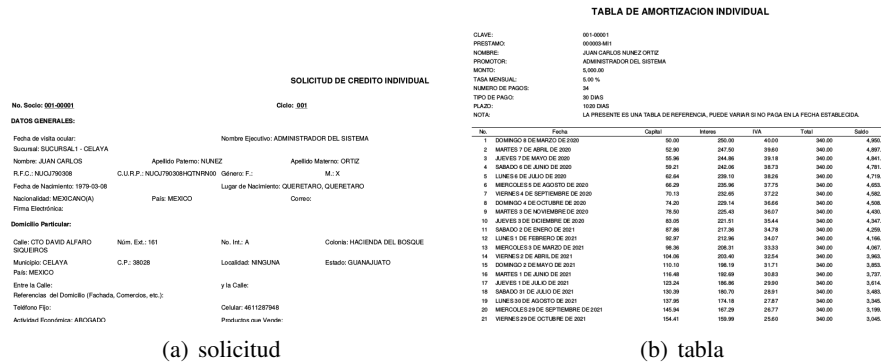 SOLICITUD DE CREDITO INDIVIDUAL
No. Socio: 001-00001 Ciclo: 001
DATOS GENERALES:
Fecha de visita ocular: Nombre Ejecutivo: ADMINISTRADOR DEL SISTEMA
Sucursal: SUCURSAL1 - CELAYA
Nombre: JUAN CARLOS Apellido Paterno: NUNEZ Apellido Materno: ORTIZ
R.F.C.: NUOJ790308 C.U.R.P.: NUOJ790308HQTNRN00 Género: F.: M.: X
Fecha de Nacimiento: 1979-03-08 Lugar de Nacimiento: QUERETARO, QUERETARO
Nacionalidad: MEXICANO(A) País: MEXICO Correo:
Firma Electrónica:
Domicilio Particular:
Calle: CTO DAVID ALFARO SIQUEIROS Núm. Ext.: 161 No. Int.: A Colonia: HACIENDA DEL BOSQUE
Municipio: CELAYA C.P.: 38028 Localidad: NINGUNA Estado: GUANAJUATO
País: MEXICO
Entre la Calle: y la Calle:
Referencias del Domicilio (Fachada, Comercios, etc.):
Teléfono Fijo: Celular: 4611287948
Actividad Económica: ABOGADO Productos que Vende:
(a) solicitud
TABLA DE AMORTIZACION INDIVIDUAL
CLAVE: 001-00001
PRESTAMO: 000003-MI1
NOMBRE: JUAN CARLOS NUNEZ ORTIZ
PROMOTOR: ADMINISTRADOR DEL SISTEMA
MONTO: 5,000.00
TASA MENSUAL: 5.00 %
NUMERO DE PAGOS: 34
TIPO DE PAGO: 30 DIAS
PLAZO: 1020 DIAS
NOTA: LA PRESENTE ES UNA TABLA DE REFERENCIA, PUEDE VARIAR SI NO PAGA EN LA FECHA ESTABLECIDA.
No. Fecha Capital Interes IVA Total Saldo
1 DOMINGO 8 DE MARZO DE 2020 50.00 250.00 40.00 340.00 4,950.
2 MARTES 7 DE ABRIL DE 2020 52.90 247.50 39.60 340.00 4,897.
3 JUEVES 7 DE MAYO DE 2020 55.96 244.86 39.18 340.00 4,841.
4 SABADO 6 DE JUNIO DE 2020 59.21 242.06 38.73 340.00 4,781.
5 LUNES 6 DE JULIO DE 2020 62.64 239.10 38.26 340.00 4,719.
6 MIERCOLES 5 DE AGOSTO DE 2020 66.29 235.96 37.75 340.00 4,653.
7 VIERNES 4 DE SEPTIEMBRE DE 2020 70.13 232.65 37.22 340.00 4,582.
8 DOMINGO 4 DE OCTUBRE DE 2020 74.20 229.14 36.66 340.00 4,508.
9 MARTES 3 DE NOVIEMBRE DE 2020 78.50 225.43 36.07 340.00 4,430.
10 JUEVES 3 DE DICIEMBRE DE 2020 83.05 221.51 35.44 340.00 4,347.
11 SABADO 2 DE ENERO DE 2021 87.86 217.36 34.78 340.00 4,259.
12 LUNES 1 DE FEBRERO DE 2021 92.97 212.96 34.07 340.00 4,166.
13 MIERCOLES 3 DE MARZO DE 2021 98.36 208.31 33.33 340.00 4,067.
14 VIERNES 2 DE ABRIL DE 2021 104.06 203.40 32.54 340.00 3,963.
15 DOMINGO 2 DE MAYO DE 2021 110.10 198.19 31.71 340.00 3,853.
16 MARTES 1 DE JUNIO DE 2021 116.48 192.69 30.83 340.00 3,737.
17 JUEVES 1 DE JULIO DE 2021 123.24 186.86 29.90 340.00 3,614.
18 SABADO 31 DE JULIO DE 2021 130.39 180.70 28.91 340.00 3,483.
19 LUNES 30 DE AGOSTO DE 2021 137.95 174.18 27.87 340.00 3,345.
20 MIERCOLES 29 DE SEPTIEMBRE DE 2021 145.94 167.29 26.77 340.00 3,199.
21 VIERNES 29 DE OCTUBRE DE 2021 154.41 159.99 25.60 340.00 3,045.
(b) tabla